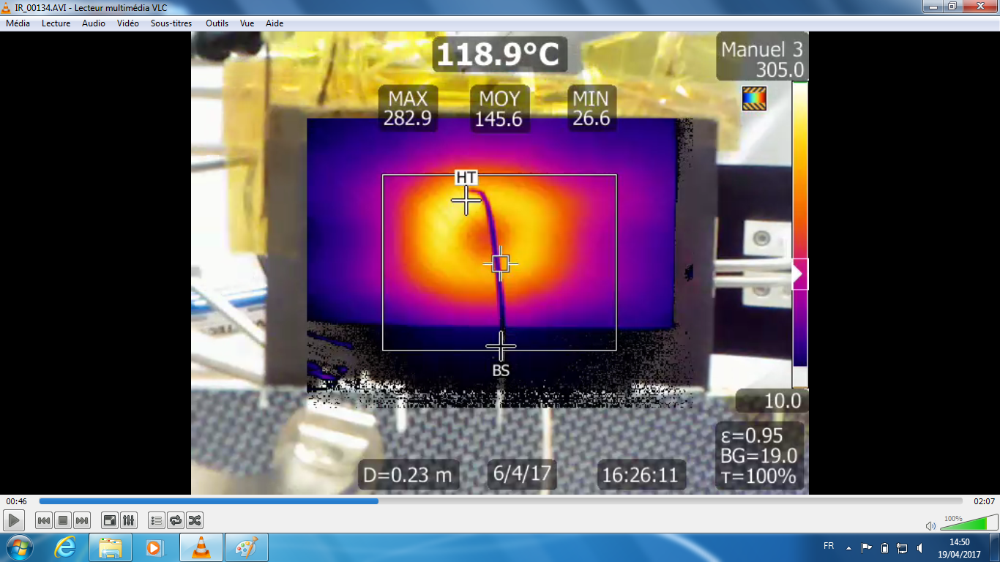 IR_00134.AVI - Lecteur multimédia VLC
Média Lecture Audio Vidéo Sous-titres Outils Vue Aide
118.9°C
Manuel 3
305.0
MAX
282.9
MOY
145.6
MIN
26.6
HT
BS
10.0
ε=0.95
BG=19.0
τ=100%
D=0.23 m
6/4/17
16:26:11
00:46
02:07
100%
FR
14:50
19/04/2017